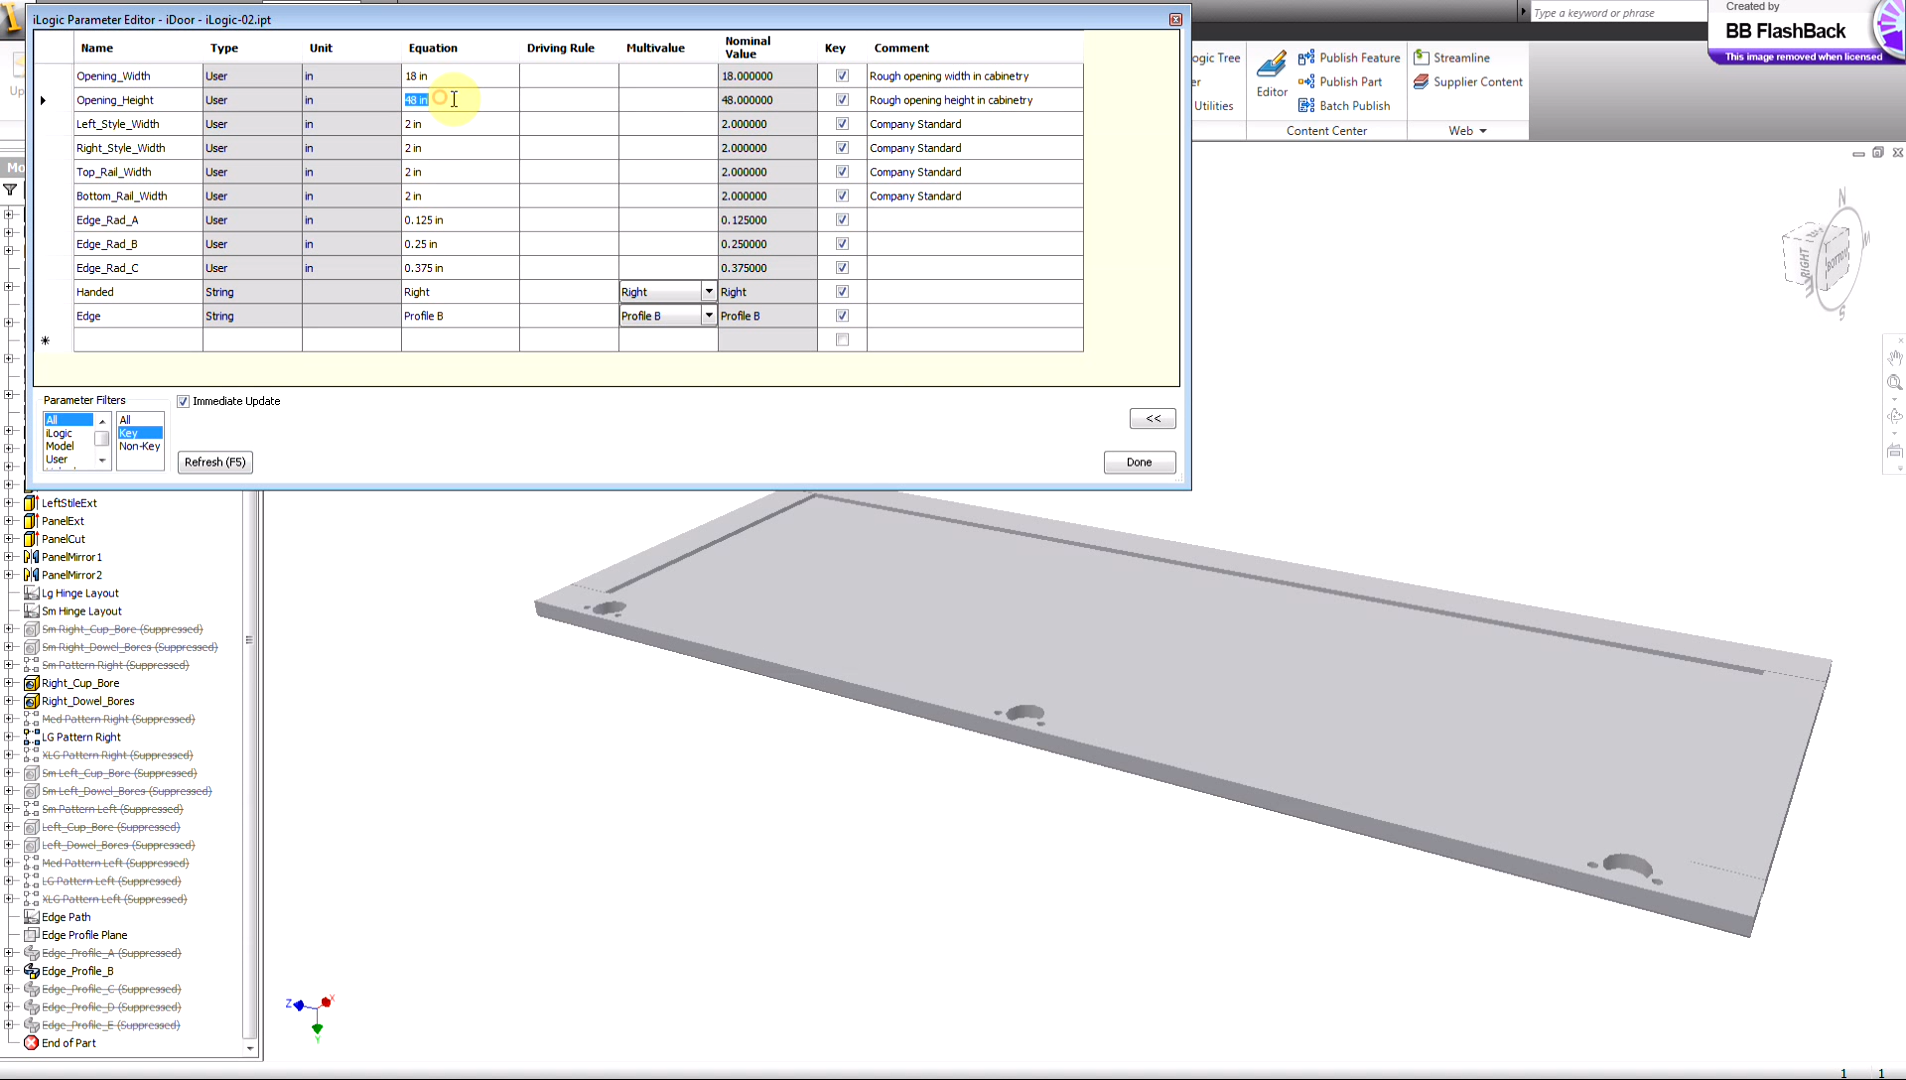 iLogic Parameter Editor - iDoor - iLogic-02.ipt
Type a keyword or phrase
Created by
BB FlashBack
This image removed when licensed
Name Type Unit Equation Driving Rule Multivalue Nominal Value Key Comment
Opening_Width User in 18 in 18.000000 Rough opening width in cabinetry
Opening_Height User in 48 in 48.000000 Rough opening height in cabinetry
Left_Style_Width User in 2 in 2.000000 Company Standard
Right_Style_Width User in 2 in 2.000000 Company Standard
Top_Rail_Width User in 2 in 2.000000 Company Standard
Bottom_Rail_Width User in 2 in 2.000000 Company Standard
Edge_Rad_A User in 0.125 in 0.125000
Edge_Rad_B User in 0.25 in 0.250000
Edge_Rad_C User in 0.375 in 0.375000
Handed String Right Right Right
Edge String Profile B Profile B Profile B
*
ogic Tree
er
Utilities
Editor
Publish Feature
Publish Part
Batch Publish
Content Center
Streamline
Supplier Content
Web
Up
Mo
Parameter Filters
All
iLogic
Model
User
All
Key
Non-Key
Immediate Update
Refresh (F5)
<<
Done
LeftStileExt
PanelExt
PanelCut
PanelMirror1
PanelMirror2
Lg Hinge Layout
Sm Hinge Layout
Sm Right_Cup_Bore (Suppressed)
Sm Right_Dowel_Bores (Suppressed)
Sm Pattern Right (Suppressed)
Right_Cup_Bore
Right_Dowel_Bores
Med Pattern Right (Suppressed)
LG Pattern Right
XLG Pattern Right (Suppressed)
Sm Left_Cup_Bore (Suppressed)
Sm Left_Dowel_Bores (Suppressed)
Sm Pattern Left (Suppressed)
Left_Cup_Bore (Suppressed)
Left_Dowel_Bores (Suppressed)
Med Pattern Left (Suppressed)
LG Pattern Left (Suppressed)
XLG Pattern Left (Suppressed)
Edge Path
Edge Profile Plane
Edge_Profile_A (Suppressed)
Edge_Profile_B
Edge_Profile_C (Suppressed)
Edge_Profile_D (Suppressed)
Edge_Profile_E (Suppressed)
End of Part
N
RIGHT
S
Z
X
Y
1 1